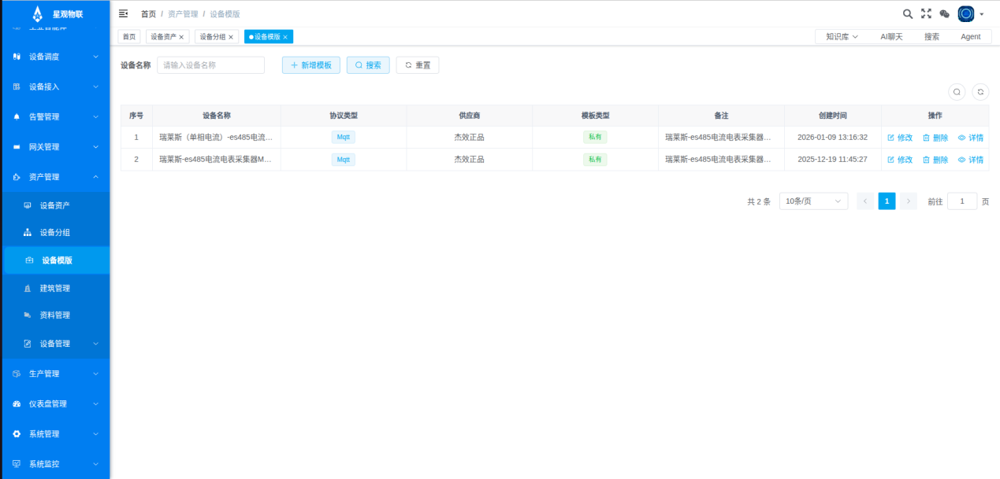 星观物联
首页 / 资产管理 / 设备模版
首页 设备资产 × 设备分组 × 设备模版 ×
知识库 AI聊天 搜索 Agent
设备调度
设备接入
告警管理
网关管理
资产管理
设备资产
设备分组
设备模版
建筑管理
资料管理
设备管理
生产管理
仪表盘管理
系统管理
系统监控
设备名称 请输入设备名称 + 新增模板 搜索 重置
序号 设备名称 协议类型 供应商 模板类型 备注 创建时间 操作
1 瑞莱斯（单相电流）-es485电流... Mqtt 杰效正品 私有 瑞莱斯-es485电流电表采集器... 2026-01-09 13:16:32 修改 删除 详情
2 瑞莱斯-es485电流电表采集器M... Mqtt 杰效正品 私有 瑞莱斯-es485电流电表采集器... 2025-12-19 11:45:27 修改 删除 详情
共 2 条 10条/页 < 1 > 前往 1 页